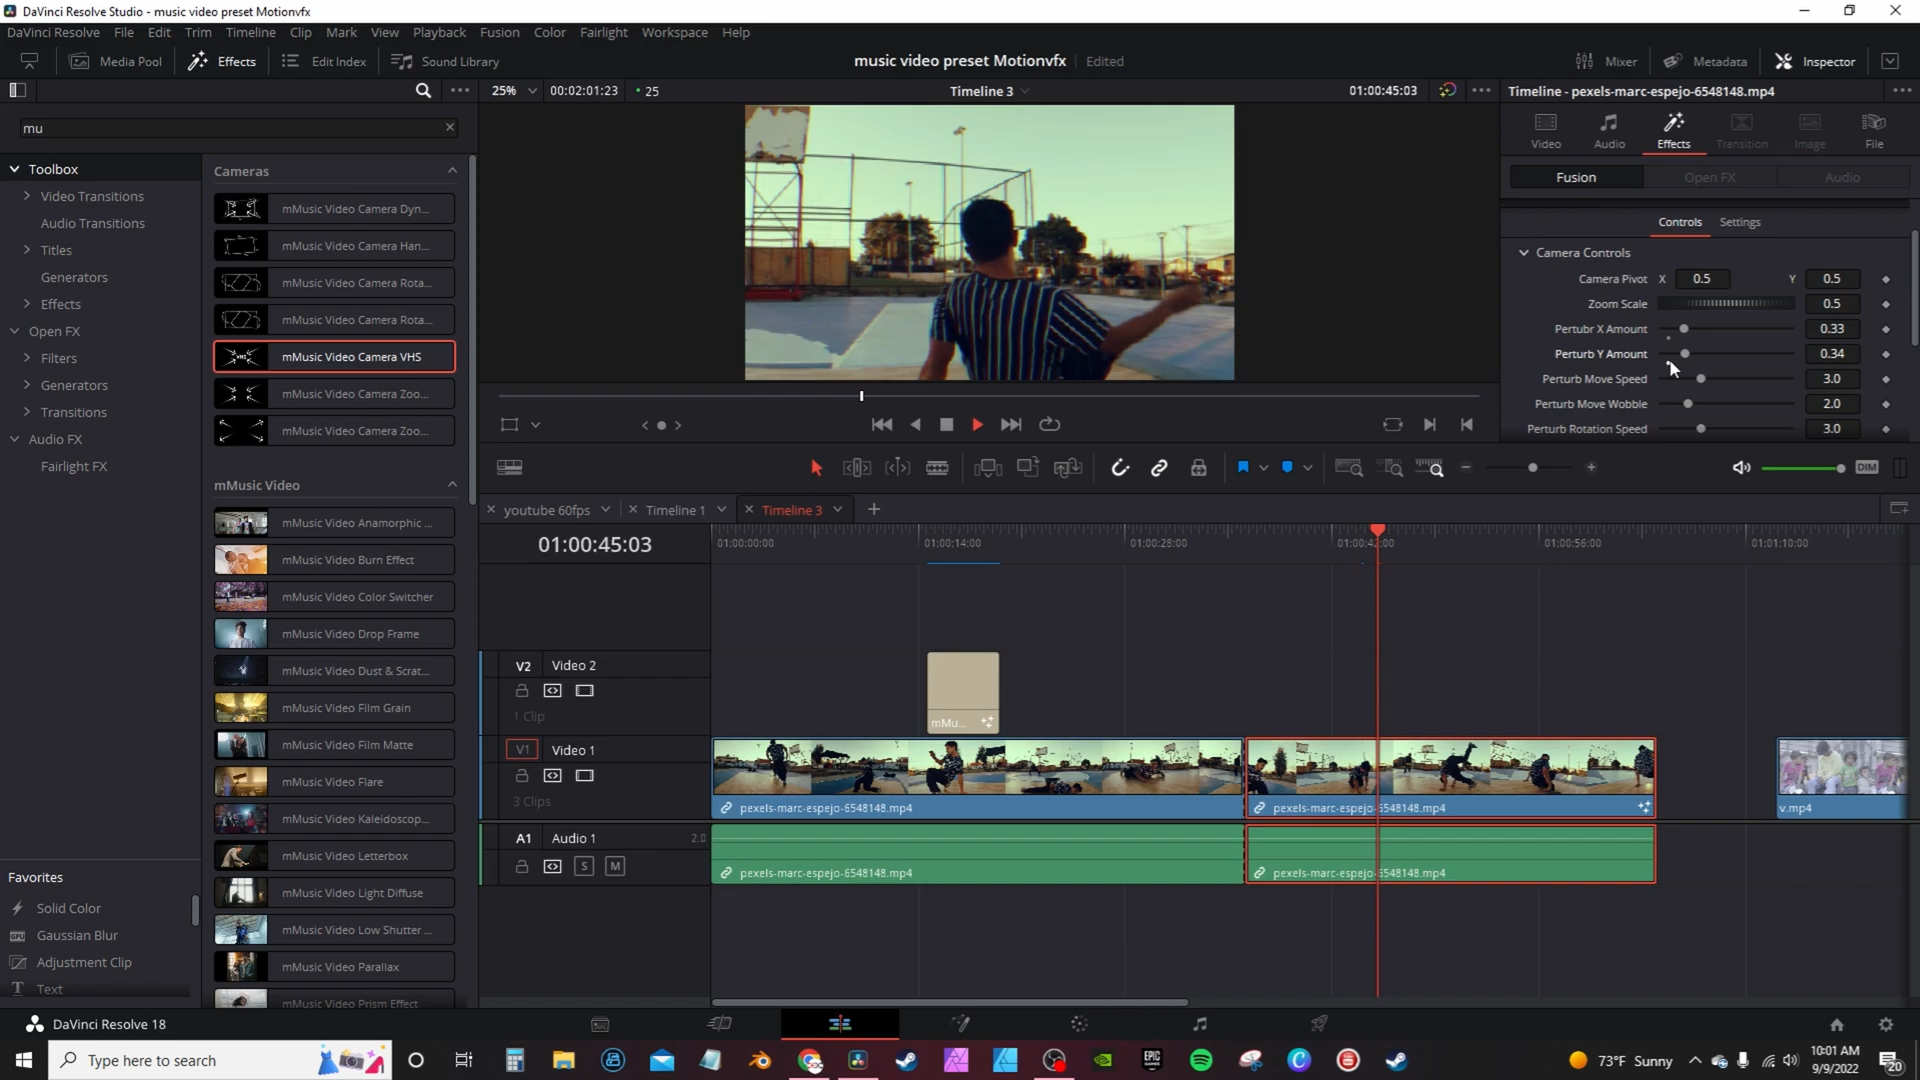 DaVinci Resolve Studio - music video preset Motionvfx
DaVinci Resolve File Edit Trim Timeline Clip Mark View Playback Fusion Color Fairlight Workspace Help
Media Pool Effects Edit Index Sound Library music video preset Motionvfx Edited Mixer Metadata Inspector
25% 00:02:01:23 25 Timeline 3 01:00:45:03 Timeline - pexels-marc-espejo-6548148.mp4
mu
Video Audio Effects Transition Image File
Fusion Open FX Audio
Controls Settings
Camera Controls
Camera Pivot X 0.5 Y 0.5
Zoom Scale 0.5
Pertubr X Amount 0.33
Perturb Y Amount 0.34
Perturb Move Speed 3.0
Perturb Move Wobble 2.0
Perturb Rotation Speed 3.0
Toolbox
Video Transitions
Audio Transitions
Titles
Generators
Effects
Open FX
Filters
Generators
Transitions
Audio FX
Fairlight FX
Favorites
Solid Color
Gaussian Blur
Adjustment Clip
Text
Cameras
mMusic Video Camera Dyn...
mMusic Video Camera Han...
mMusic Video Camera Rota...
mMusic Video Camera Rota...
mMusic Video Camera VHS
mMusic Video Camera Zoo...
mMusic Video Camera Zoo...
mMusic Video
mMusic Video Anamorphic ...
mMusic Video Burn Effect
mMusic Video Color Switcher
mMusic Video Drop Frame
mMusic Video Dust & Scrat...
mMusic Video Film Grain
mMusic Video Film Matte
mMusic Video Flare
mMusic Video Kaleidoscop...
mMusic Video Letterbox
mMusic Video Light Diffuse
mMusic Video Low Shutter ...
mMusic Video Parallax
mMusic Video Prism Effect
DIM
youtube 60fps Timeline 1 Timeline 3
01:00:45:03 01:00:00:00 01:00:14:00 01:00:28:00 01:00:42:00 01:00:56:00 01:01:10:00
V2 Video 2
1 Clip
mMu...
V1 Video 1
3 Clips
pexels-marc-espejo-6548148.mp4 pexels-marc-espejo-6548148.mp4 v.mp4
A1 Audio 1 2.0
S M
pexels-marc-espejo-6548148.mp4 pexels-marc-espejo-6548148.mp4
DaVinci Resolve 18
Type here to search
EPIC GAMES
73°F Sunny
10:01 AM
9/9/2022
20